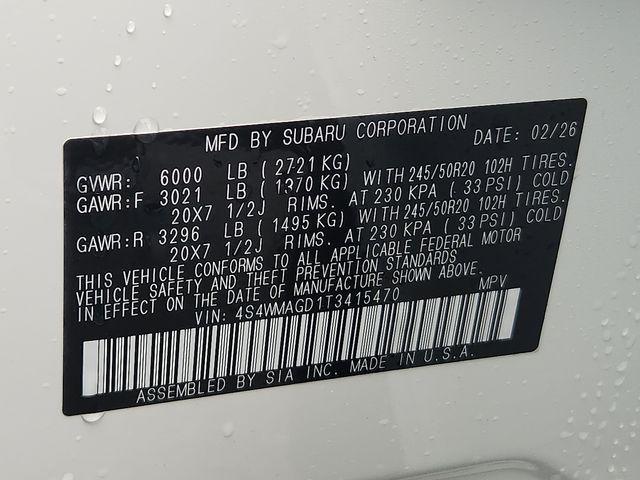 MFD BY SUBARU CORPORATION DATE: 02/26
GVWR: 6000 LB ( 2721 KG)
GAWR:F 3021 LB ( 1370 KG) WITH 245/50R20 102H TIRES.
20X7 1/2J RIMS. AT 230 KPA ( 33 PSI) COLD
GAWR:R 3296 LB ( 1495 KG) WITH 245/50R20 102H TIRES.
20X7 1/2J RIMS. AT 230 KPA ( 33 PSI) COLD
THIS VEHICLE CONFORMS TO ALL APPLICABLE FEDERAL MOTOR
VEHICLE SAFETY AND THEFT PREVENTION STANDARDS
IN EFFECT ON THE DATE OF MANUFACTURE SHOWN ABOVE.
VIN: 4S4WMAGD1T3415470 MPV
ASSEMBLED BY SIA INC. MADE IN U.S.A.